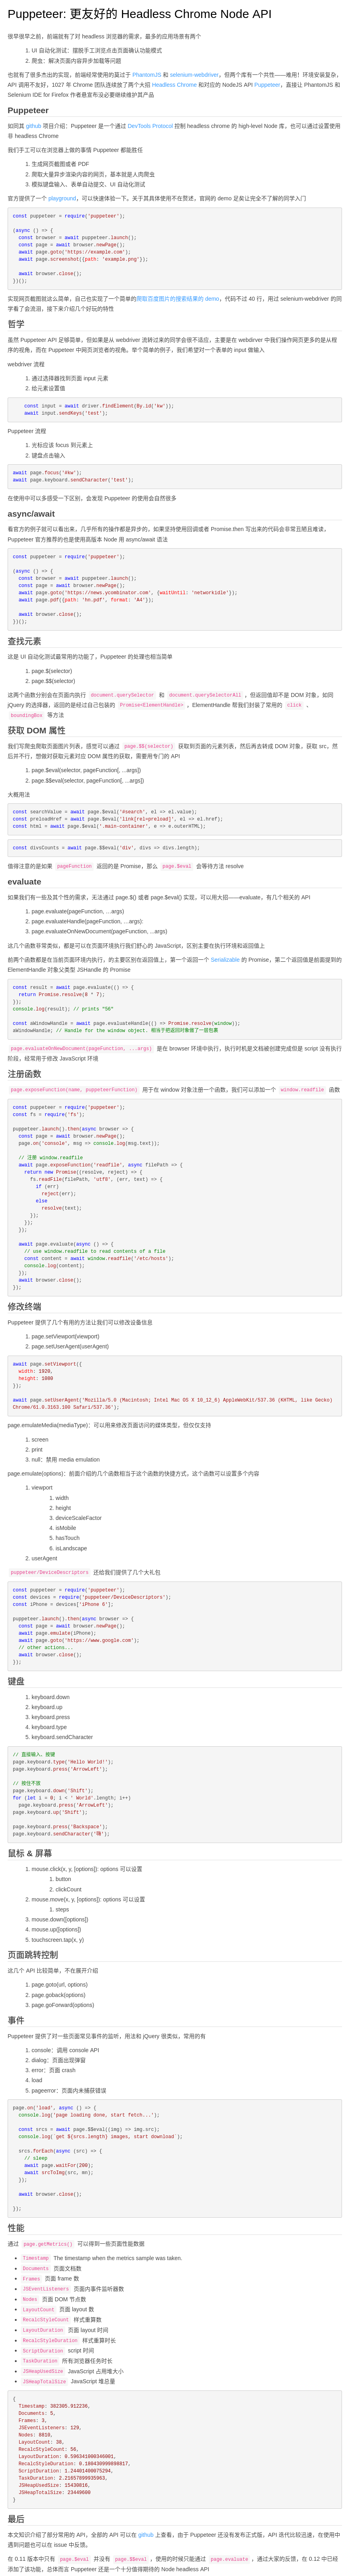 Puppeteer: 更友好的 Headless Chrome Node API
很早很早之前，前端就有了对 headless 浏览器的需求，最多的应用场景有两个
1. UI 自动化测试：摆脱手工浏览点击页面确认功能模式
2. 爬虫：解决页面内容异步加载等问题
也就有了很多杰出的实现，前端经常使用的莫过于 PhantomJS 和 selenium-webdriver，但两个库有一个共性——难用！环境安装复杂，
API 调用不友好，1027 年 Chrome 团队连续放了两个大招 Headless Chrome 和对应的 NodeJS API Puppeteer，直接让 PhantomJS 和
Selenium IDE for Firefox 作者悬宣布没必要继续维护其产品
Puppeteer
如同其 github 项目介绍：Puppeteer 是一个通过 DevTools Protocol 控制 headless chrome 的 high-level Node 库，也可以通过设置使用
非 headless Chrome
我们手工可以在浏览器上做的事情 Puppeteer 都能胜任
1. 生成网页截图或者 PDF
2. 爬取大量异步渲染内容的网页，基本就是人肉爬虫
3. 模拟键盘输入、表单自动提交、UI 自动化测试
官方提供了一个 playground，可以快速体验一下。关于其具体使用不在赘述，官网的 demo 足矣让完全不了解的同学入门
const puppeteer = require('puppeteer');
(async () => {
const browser = await puppeteer.launch();
const page = await browser.newPage();
await page.goto('https://example.com');
await page.screenshot({path: 'example.png'});
await browser.close();
})();
实现网页截图就这么简单，自己也实现了一个简单的爬取百度图片的搜索结果的 demo，代码不过 40 行，用过 selenium-webdriver 的同
学看了会流泪，接下来介绍几个好玩的特性
哲学
虽然 Puppeteer API 足够简单，但如果是从 webdriver 流转过来的同学会很不适应，主要是在 webdirver 中我们操作网页更多的是从程
序的视角，而在 Puppeteer 中网页浏览者的视角。举个简单的例子，我们希望对一个表单的 input 做输入
webdriver 流程
1. 通过选择器找到页面 input 元素
2. 给元素设置值
const input = await driver.findElement(By.id('kw'));
await input.sendKeys('test');
Puppeteer 流程
1. 光标应该 focus 到元素上
2. 键盘点击输入
await page.focus('#kw');
await page.keyboard.sendCharacter('test');
在使用中可以多感受一下区别，会发现 Puppeteer 的使用会自然很多
async/await
看官方的例子就可以看出来，几乎所有的操作都是异步的，如果坚持使用回调或者 Promise.then 写出来的代码会非常丑陋且难读，
Puppetter 官方推荐的也是使用高版本 Node 用 async/await 语法
const puppeteer = require('puppeteer');
(async () => {
const browser = await puppeteer.launch();
const page = await browser.newPage();
await page.goto('https://news.ycombinator.com', {waitUntil: 'networkidle'});
await page.pdf({path: 'hn.pdf', format: 'A4'});
await browser.close();
})();
查找元素
这是 UI 自动化测试最常用的功能了，Puppeteer 的处理也相当简单
1. page.$(selector)
2. page.$$(selector)
这两个函数分别会在页面内执行 document.querySelector 和 document.querySelectorAll ，但返回值却不是 DOM 对象，如同
jQuery 的选择器，返回的是经过自己包装的 Promise<ElementHandle> ，ElementHandle 帮我们封装了常用的 click 、
boundingBox 等方法
获取 DOM 属性
我们写爬虫爬取页面图片列表，感觉可以通过 page.$$(selector) 获取到页面的元素列表，然后再去转成 DOM 对象，获取 src，然
后并不行，想做对获取元素对应 DOM 属性的获取，需要用专门的 API
1. page.$eval(selector, pageFunction[, ...args])
2. page.$$eval(selector, pageFunction[, ...args])
大概用法
const searchValue = await page.$eval('#search', el => el.value);
const preloadHref = await page.$eval('link[rel=preload]', el => el.href);
const html = await page.$eval('.main-container', e => e.outerHTML);
const divsCounts = await page.$$eval('div', divs => divs.length);
值得注意的是如果 pageFunction 返回的是 Promise，那么 page.$eval 会等待方法 resolve
evaluate
如果我们有一些及其个性的需求，无法通过 page.$() 或者 page.$eval() 实现，可以用大招——evaluate，有几个相关的 API
1. page.evaluate(pageFunction, …args)
2. page.evaluateHandle(pageFunction, …args):
3. page.evaluateOnNewDocument(pageFunction, ...args)
这几个函数非常类似，都是可以在页面环境执行我们舒心的 JavaScript，区别主要在执行环境和返回值上
前两个函数都是在当前页面环境内执行，的主要区别在返回值上，第一个返回一个 Serializable 的 Promise，第二个返回值是前面提到的
ElementHandle 对象父类型 JSHandle 的 Promise
const result = await page.evaluate(() => {
return Promise.resolve(8 * 7);
});
console.log(result); // prints "56"
const aWindowHandle = await page.evaluateHandle(() => Promise.resolve(window));
aWindowHandle; // Handle for the window object. 相当于把返回对象做了一层包裹
page.evaluateOnNewDocument(pageFunction, ...args) 是在 browser 环境中执行，执行时机是文档被创建完成但是 script 没有执行
阶段，经常用于修改 JavaScript 环境
注册函数
page.exposeFunction(name, puppeteerFunction) 用于在 window 对象注册一个函数，我们可以添加一个 window.readfile 函数
const puppeteer = require('puppeteer');
const fs = require('fs');
puppeteer.launch().then(async browser => {
const page = await browser.newPage();
page.on('console', msg => console.log(msg.text));
// 注册 window.readfile
await page.exposeFunction('readfile', async filePath => {
return new Promise((resolve, reject) => {
fs.readFile(filePath, 'utf8', (err, text) => {
if (err)
reject(err);
else
resolve(text);
});
});
});
await page.evaluate(async () => {
// use window.readfile to read contents of a file
const content = await window.readfile('/etc/hosts');
console.log(content);
});
await browser.close();
});
修改终端
Puppeteer 提供了几个有用的方法让我们可以修改设备信息
1. page.setViewport(viewport)
2. page.setUserAgent(userAgent)
await page.setViewport({
width: 1920,
height: 1080
});
await page.setUserAgent('Mozilla/5.0 (Macintosh; Intel Mac OS X 10_12_6) AppleWebKit/537.36 (KHTML, like Gecko)
Chrome/61.0.3163.100 Safari/537.36');
page.emulateMedia(mediaType)：可以用来修改页面访问的媒体类型，但仅仅支持
1. screen
2. print
3. null：禁用 media emulation
page.emulate(options)：前面介绍的几个函数相当于这个函数的快捷方式，这个函数可以设置多个内容
1. viewport
1. width
2. height
3. deviceScaleFactor
4. isMobile
5. hasTouch
6. isLandscape
2. userAgent
puppeteer/DeviceDescriptors 还给我们提供了几个大礼包
const puppeteer = require('puppeteer');
const devices = require('puppeteer/DeviceDescriptors');
const iPhone = devices['iPhone 6'];
puppeteer.launch().then(async browser => {
const page = await browser.newPage();
await page.emulate(iPhone);
await page.goto('https://www.google.com');
// other actions...
await browser.close();
});
键盘
1. keyboard.down
2. keyboard.up
3. keyboard.press
4. keyboard.type
5. keyboard.sendCharacter
// 直接输入、按键
page.keyboard.type('Hello World!');
page.keyboard.press('ArrowLeft');
// 按住不放
page.keyboard.down('Shift');
for (let i = 0; i < ' World'.length; i++)
page.keyboard.press('ArrowLeft');
page.keyboard.up('Shift');
page.keyboard.press('Backspace');
page.keyboard.sendCharacter('嗨');
鼠标 & 屏幕
1. mouse.click(x, y, [options]): options 可以设置
1. button
2. clickCount
2. mouse.move(x, y, [options]): options 可以设置
1. steps
3. mouse.down([options])
4. mouse.up([options])
5. touchscreen.tap(x, y)
页面跳转控制
这几个 API 比较简单，不在展开介绍
1. page.goto(url, options)
2. page.goback(options)
3. page.goForward(options)
事件
Puppeteer 提供了对一些页面常见事件的监听，用法和 jQuery 很类似，常用的有
1. console：调用 console API
2. dialog：页面出现弹窗
3. error：页面 crash
4. load
5. pageerror：页面内未捕获错误
page.on('load', async () => {
console.log('page loading done, start fetch...');
const srcs = await page.$$eval((img) => img.src);
console.log(`get ${srcs.length} images, start download`);
srcs.forEach(async (src) => {
// sleep
await page.waitFor(200);
await srcToImg(src, mn);
});
await browser.close();
});
性能
通过 page.getMetrics() 可以得到一些页面性能数据
• Timestamp The timestamp when the metrics sample was taken.
• Documents 页面文档数
• Frames 页面 frame 数
• JSEventListeners 页面内事件监听器数
• Nodes 页面 DOM 节点数
• LayoutCount 页面 layout 数
• RecalcStyleCount 样式重算数
• LayoutDuration 页面 layout 时间
• RecalcStyleDuration 样式重算时长
• ScriptDuration script 时间
• TaskDuration 所有浏览器任务时长
• JSHeapUsedSize JavaScript 占用堆大小
• JSHeapTotalSize JavaScript 堆总量
{
Timestamp: 382305.912236,
Documents: 5,
Frames: 3,
JSEventListeners: 129,
Nodes: 8810,
LayoutCount: 38,
RecalcStyleCount: 56,
LayoutDuration: 0.596341000346001,
RecalcStyleDuration: 0.180430999898817,
ScriptDuration: 1.24401400075294,
TaskDuration: 2.21657899935963,
JSHeapUsedSize: 15430816,
JSHeapTotalSize: 23449600
}
最后
本文知识介绍了部分常用的 API，全部的 API 可以在 github 上查看，由于 Puppeteer 还没有发布正式版，API 迭代比较迅速，在使用中
遇到问题也可以在 issue 中反馈。
在 0.11 版本中只有 page.$eval 并没有 page.$$eval ，使用的时候只能通过 page.evaluate ，通过大家的反馈，在 0.12 中已经
添加了该功能，总体而言 Puppeteer 还是一个十分值得期待的 Node headless API